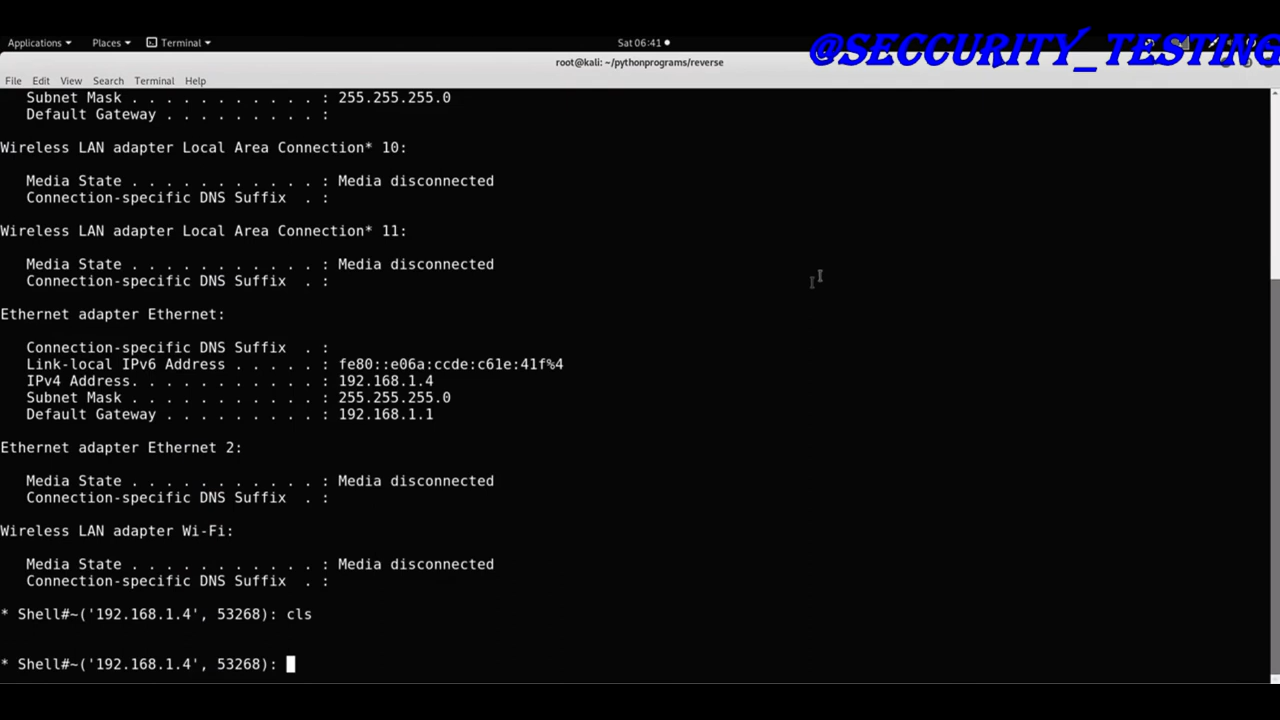 Applications Places Terminal Sat 06:41
@SECCURITY_TESTING
root@kali: ~/pythonprograms/reverse
File Edit View Search Terminal Help
Subnet Mask . . . . . . . . . . . : 255.255.255.0
Default Gateway . . . . . . . . . :
Wireless LAN adapter Local Area Connection* 10:
Media State . . . . . . . . . . . : Media disconnected
Connection-specific DNS Suffix . :
Wireless LAN adapter Local Area Connection* 11:
Media State . . . . . . . . . . . : Media disconnected
Connection-specific DNS Suffix . :
Ethernet adapter Ethernet:
Connection-specific DNS Suffix . :
Link-local IPv6 Address . . . . . : fe80::e06a:ccde:c61e:41f%4
IPv4 Address. . . . . . . . . . . : 192.168.1.4
Subnet Mask . . . . . . . . . . . : 255.255.255.0
Default Gateway . . . . . . . . . : 192.168.1.1
Ethernet adapter Ethernet 2:
Media State . . . . . . . . . . . : Media disconnected
Connection-specific DNS Suffix . :
Wireless LAN adapter Wi-Fi:
Media State . . . . . . . . . . . : Media disconnected
Connection-specific DNS Suffix . :
* Shell#~('192.168.1.4', 53268): cls
* Shell#~('192.168.1.4', 53268):